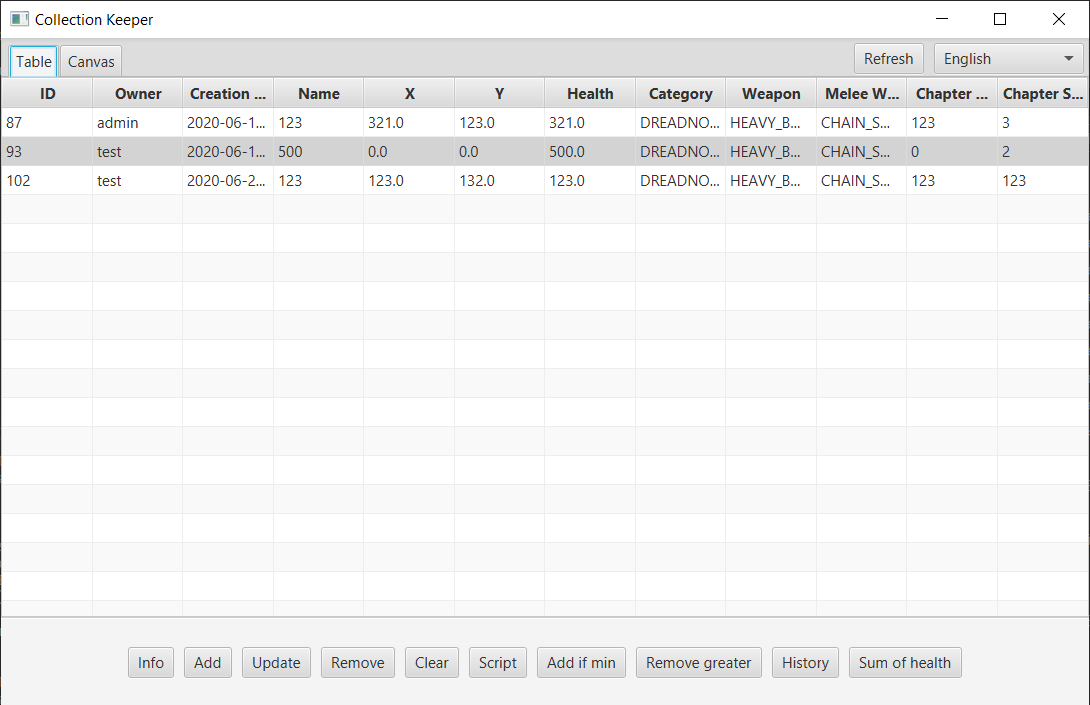 Collection Keeper
Table Canvas Refresh English
ID Owner Creation ... Name X Y Health Category Weapon Melee W... Chapter ... Chapter S...
87 admin 2020-06-1... 123 321.0 123.0 321.0 DREADNO... HEAVY_B... CHAIN_S... 123 3
93 test 2020-06-1... 500 0.0 0.0 500.0 DREADNO... HEAVY_B... CHAIN_S... 0 2
102 test 2020-06-2... 123 123.0 132.0 123.0 DREADNO... HEAVY_B... CHAIN_S... 123 123
Info Add Update Remove Clear Script Add if min Remove greater History Sum of health